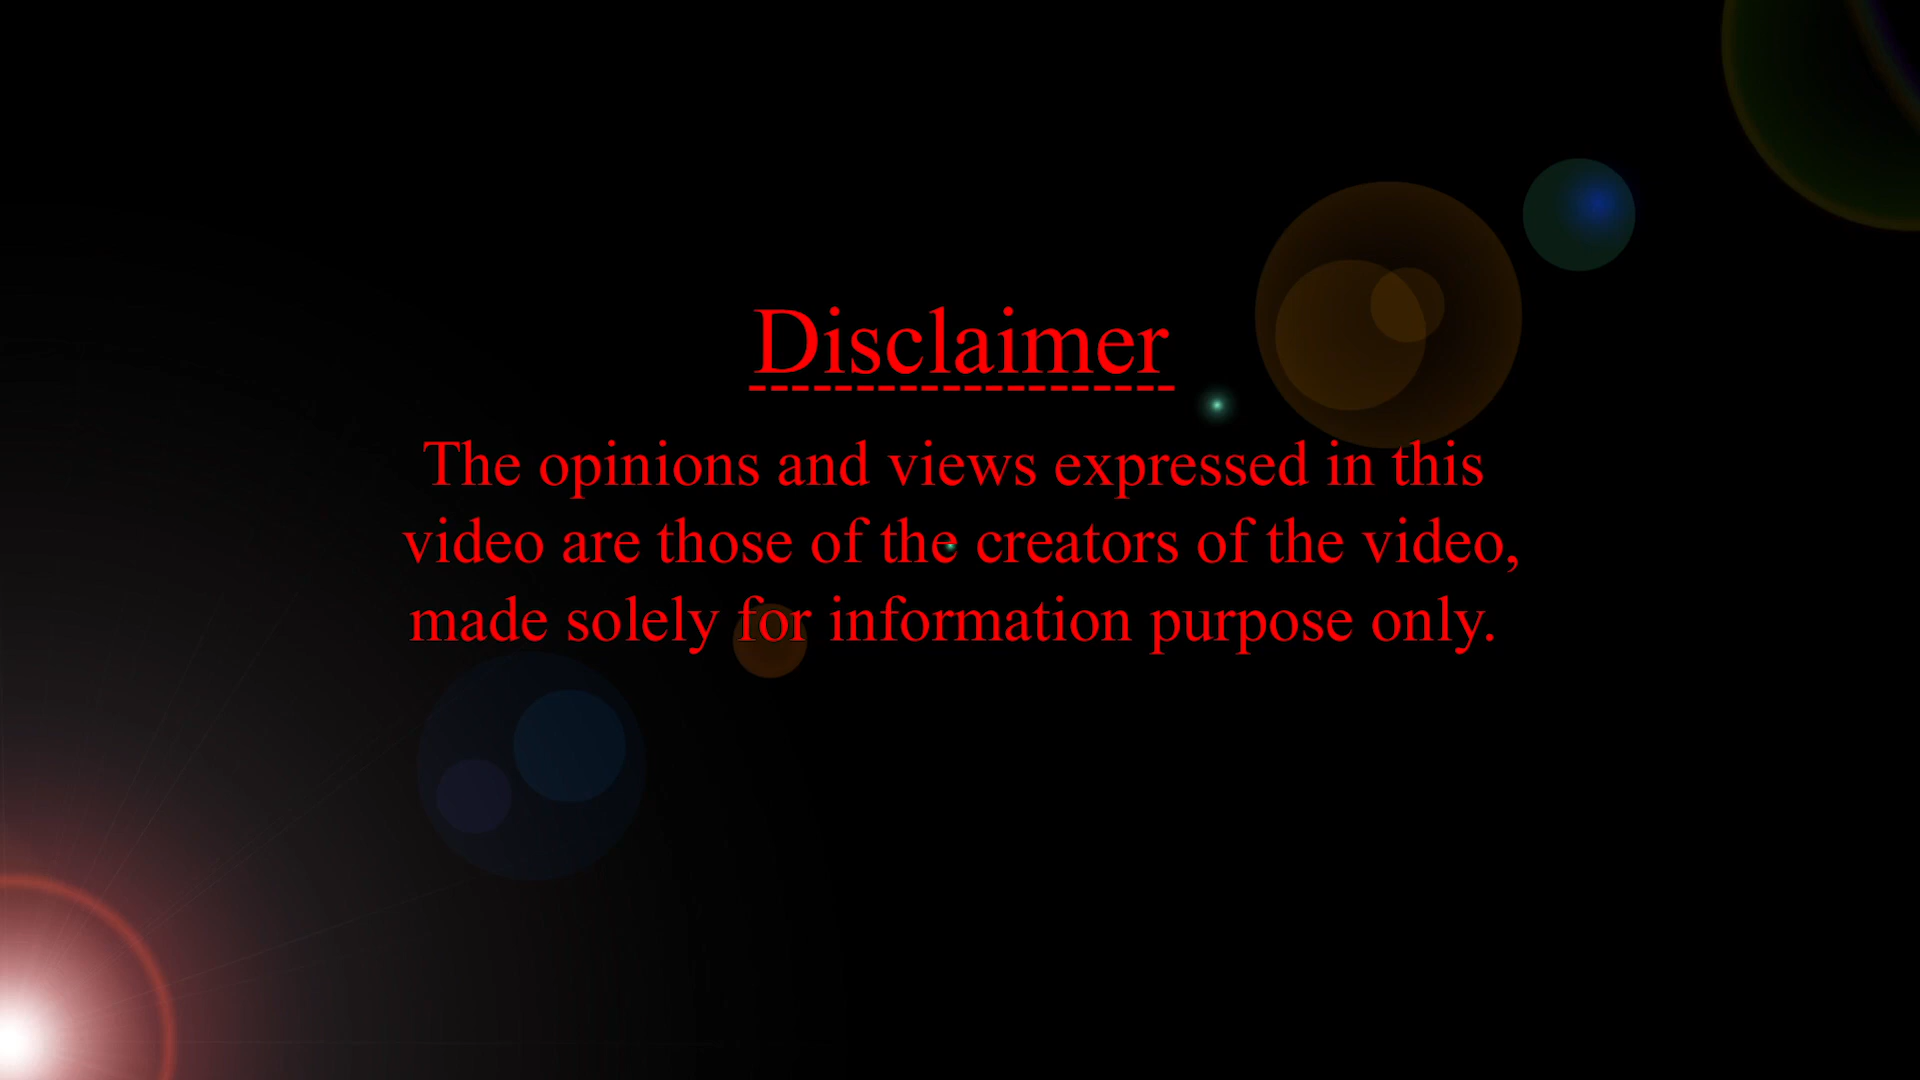 Disclaimer
The opinions and views expressed in this
video are those of the creators of the video,
made solely for information purpose only.